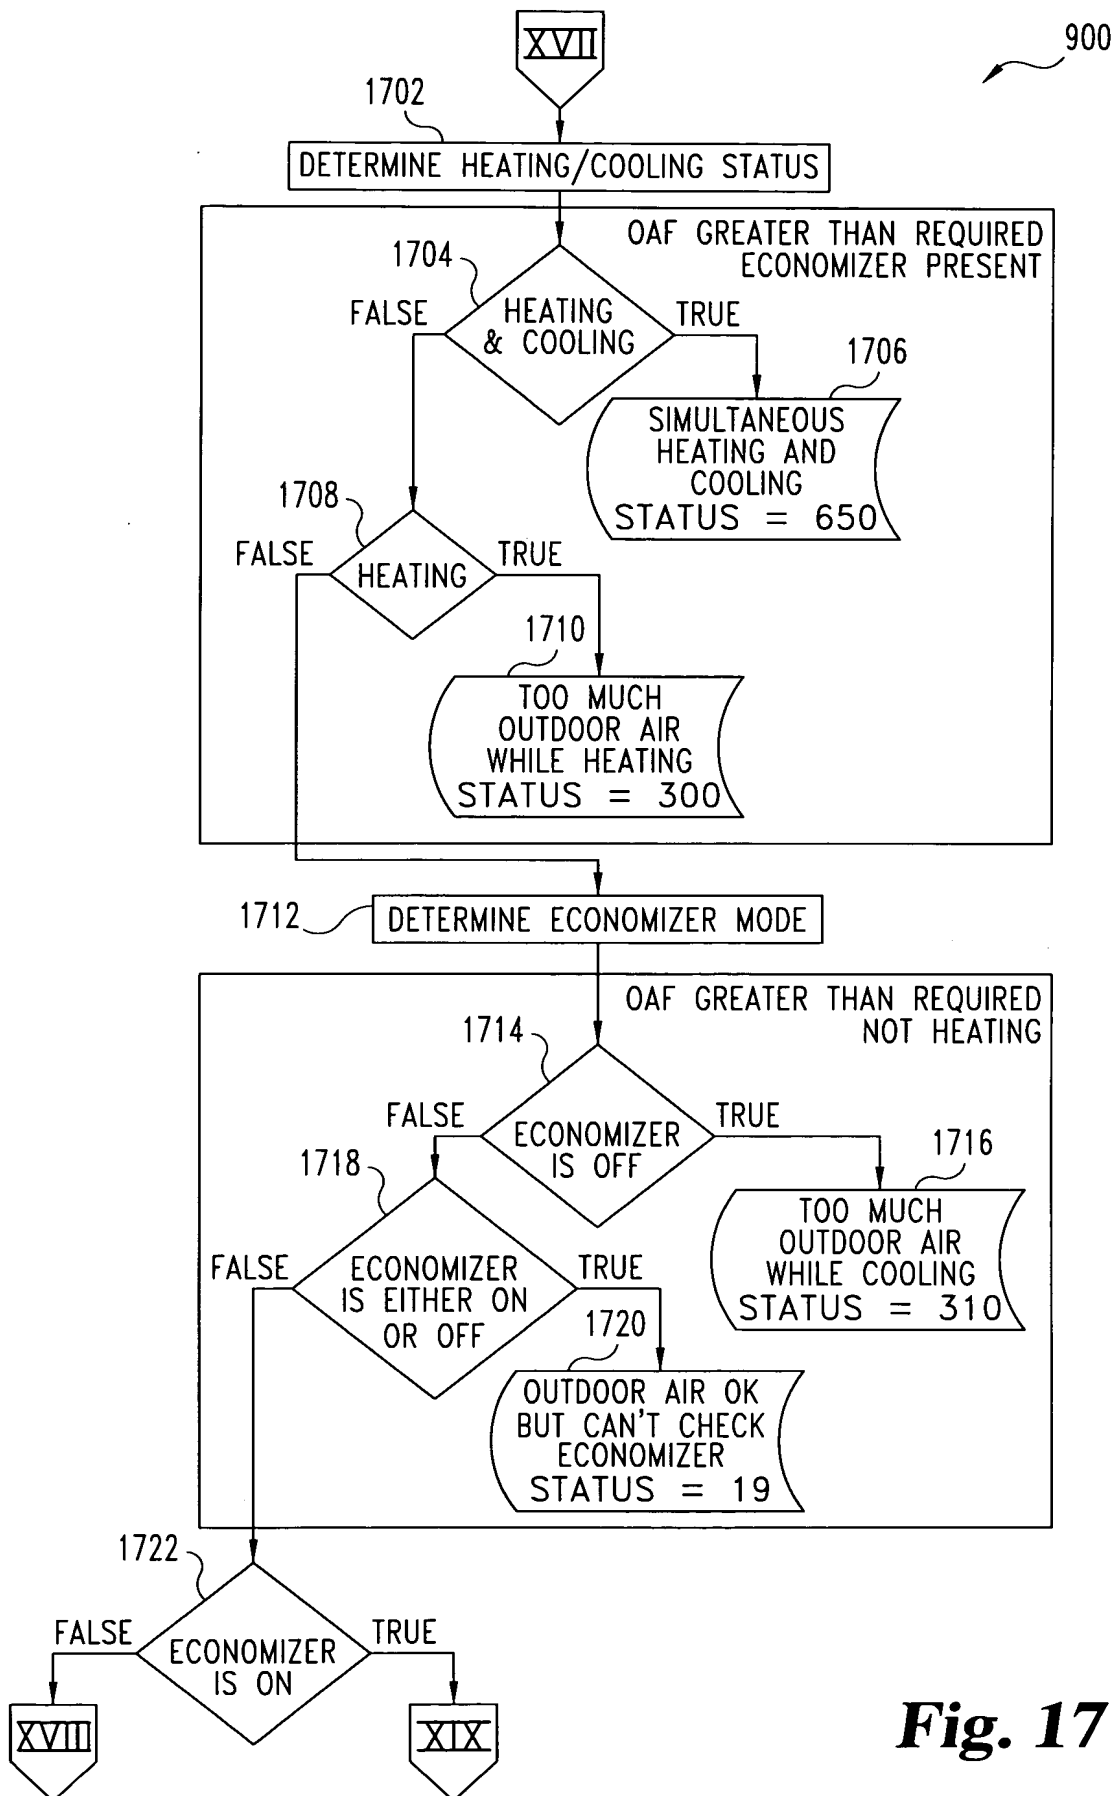 XVII
900
1702
DETERMINE HEATING/COOLING STATUS
OAF GREATER THAN REQUIRED
ECONOMIZER PRESENT
1704
FALSE
HEATING
& COOLING
TRUE
1706
SIMULTANEOUS
HEATING AND
COOLING
STATUS = 650
1708
FALSE
HEATING
TRUE
1710
TOO MUCH
OUTDOOR AIR
WHILE HEATING
STATUS = 300
1712
DETERMINE ECONOMIZER MODE
OAF GREATER THAN REQUIRED
NOT HEATING
1714
FALSE
ECONOMIZER
IS OFF
TRUE
1716
TOO MUCH
OUTDOOR AIR
WHILE COOLING
STATUS = 310
1718
FALSE
ECONOMIZER
IS EITHER ON
OR OFF
TRUE
1720
OUTDOOR AIR OK
BUT CAN'T CHECK
ECONOMIZER
STATUS = 19
1722
FALSE
ECONOMIZER
IS ON
TRUE
XVIII
XIX
Fig. 17